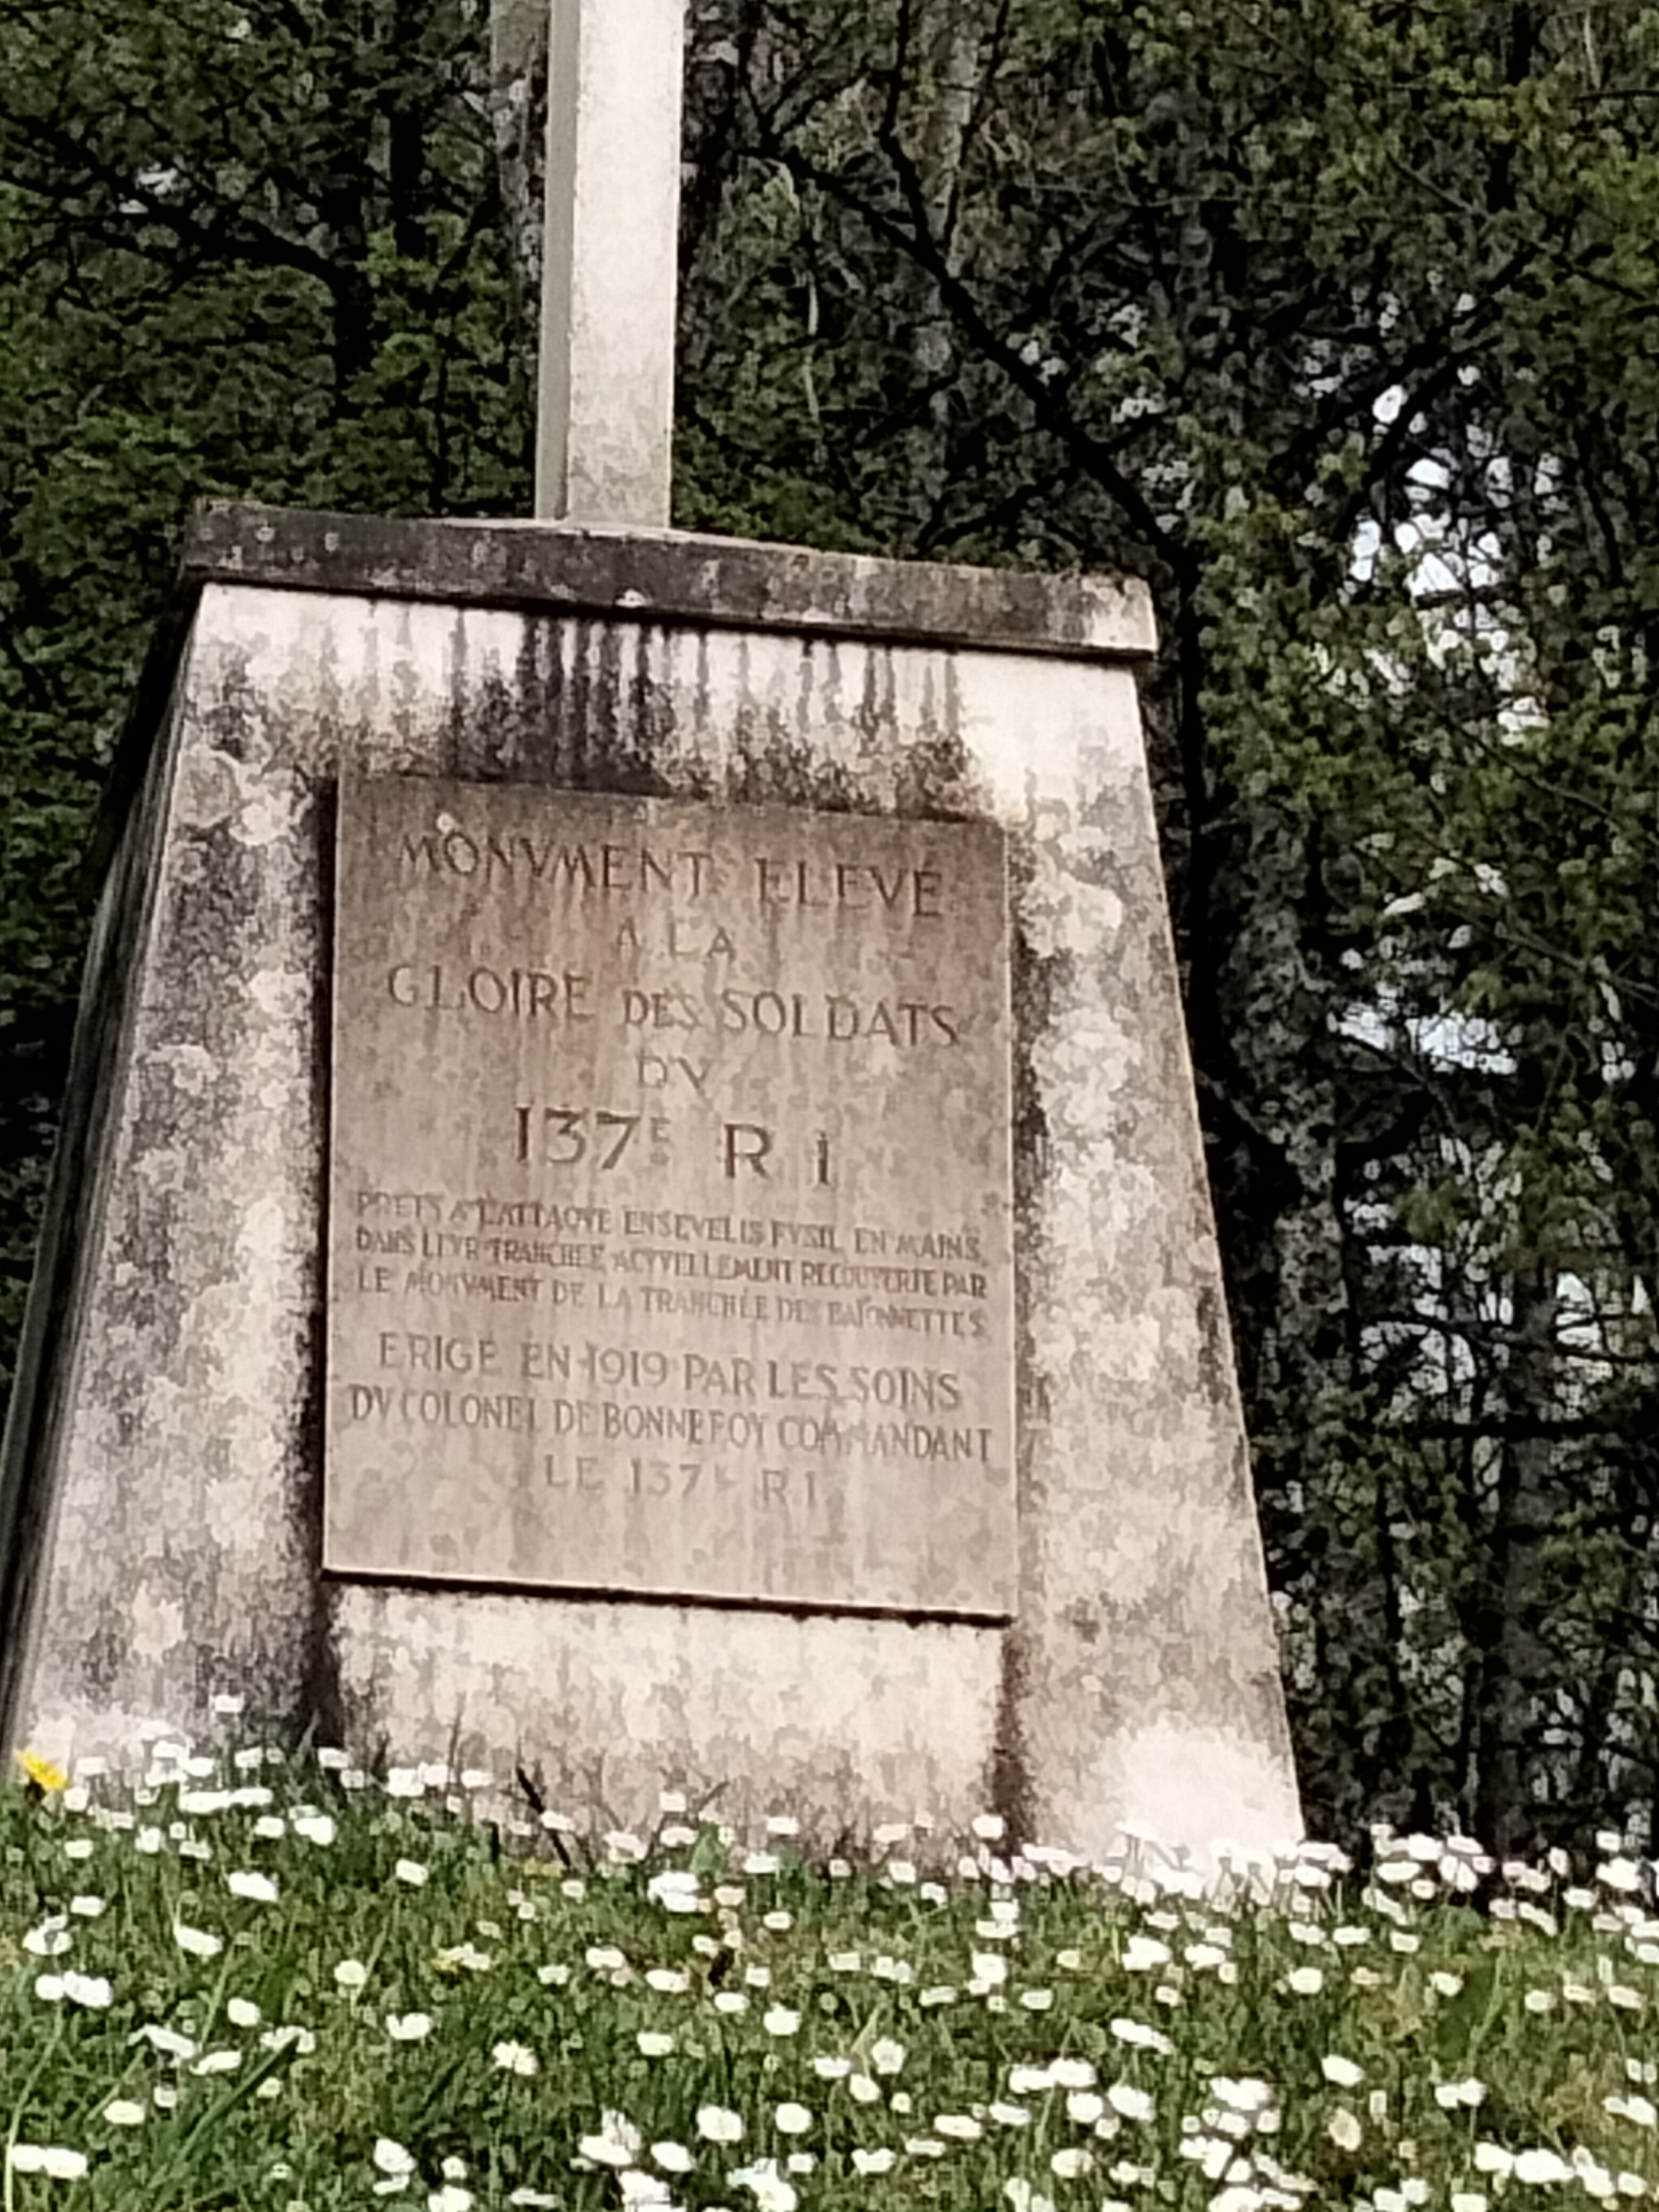 MONVMENT ELEVÉ
A LA
GLOIRE DES SOLDATS
DV
137E R I
PRETS A L'ATTAQVE ENSEVELIS FVSIL EN MAINS
DANS LEVR TRANCHEE ACTVELLEMENT RECOUVERTE PAR
LE MONVMENT DE LA TRANCHÉE DES BAÏONNETTES
ERIGE EN 1919 PAR LES SOINS
DV COLONEL DE BONNEFOY COMMANDANT
LE 137E R I